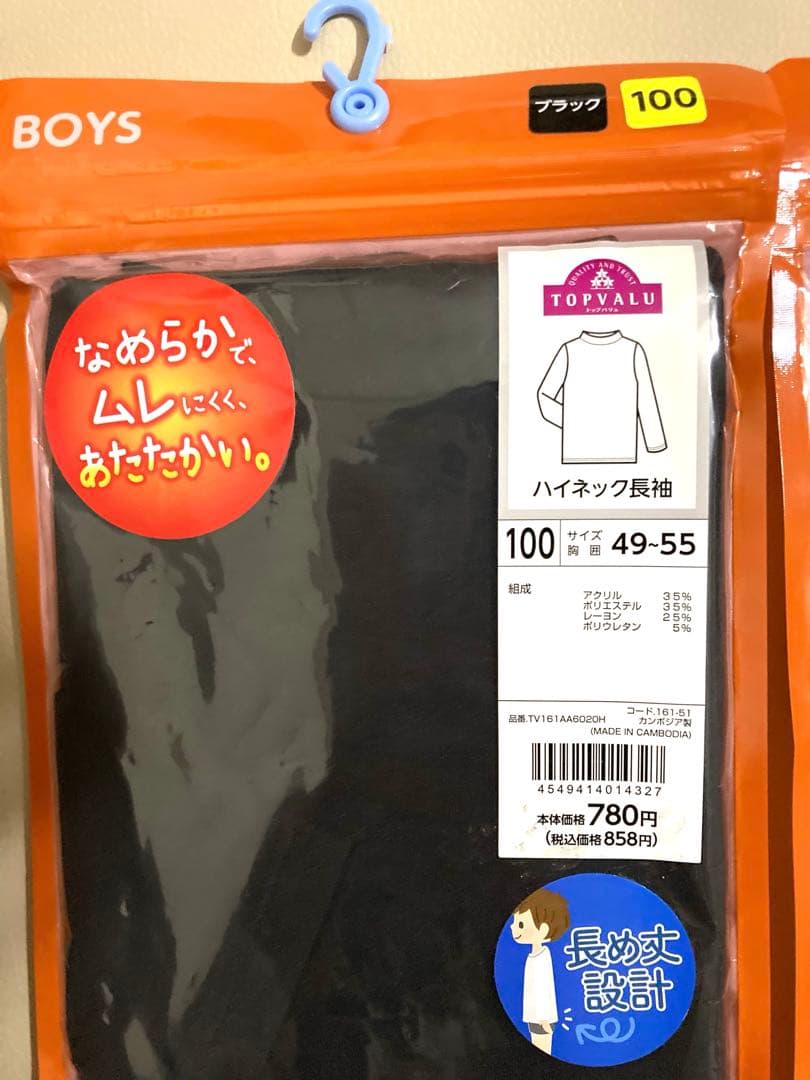 BOYS
ブラック
100
なめらかで、
ムレにくく、
あたたかい。
QUALITY AND TRUST
TOPVALU
トップバリュ
ハイネック長袖
100 サイズ 胸囲 49~55
組成
アクリル 35%
ポリエステル 35%
レーヨン 25%
ポリウレタン 5%
コード.161-51
品番.TV161AA6020H カンボジア製
(MADE IN CAMBODIA)
4549414014327
本体価格780円
(税込価格858円)
長め丈
設計